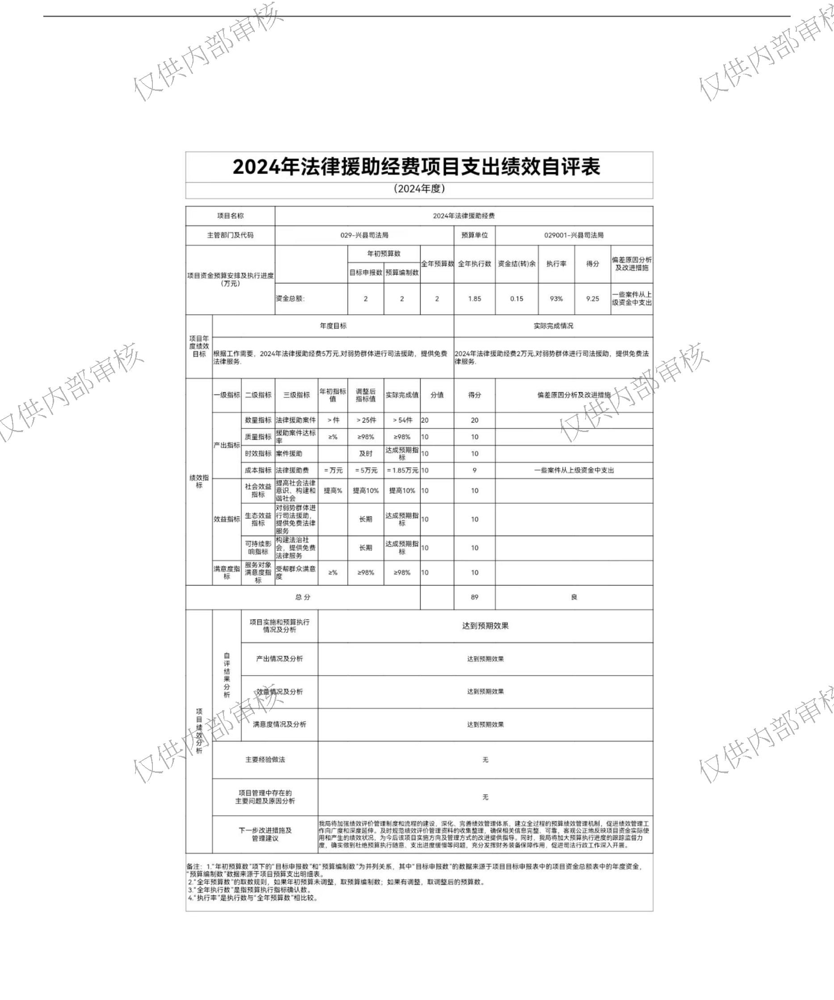 仅供内部审核
仅供内部审核
2024年法律援助经费项目支出绩效自评表
（2024年度）
项目名称 2024年法律援助经费
主管部门及代码 029-兴县司法局 预算单位 029001-兴县司法局
项目资金预算安排及执行进度
（万元）
年初预算数 全年预算数 全年执行数 资金结(转)余 执行率 得分 偏差原因分析
及改进措施
目标申报数 预算编制数
资金总额： 2 2 2 1.85 0.15 93% 9.25 一些案件从上
级资金中支出
项目年
度绩效
目标
年度目标 实际完成情况
根据工作需要，2024年法律援助经费5万元,对弱势群体进行司法援助，提供免费
法律服务.
2024年法律援助经费2万元,对弱势群体进行司法援助，提供免费法
律服务.
仅供内部审核
仅供内部审核
绩效指
标
一级指标 二级指标 三级指标 年初指标
值 调整后
指标值 实际完成值 分值 得分 偏差原因分析及改进措施
产出指标
数量指标 法律援助案件 ＞件 ＞25件 ＞54件 20 20
质量指标 援助案件达标
率 ≥% ≥98% ≥98% 10 10
时效指标 案件援助 及时 达成预期指
标 10 10
成本指标 法律援助费 ＝万元 ＝5万元 ＝1.85万元 10 9 一些案件从上级资金中支出
效益指标
社会效益
指标 提高社会法律
意识、构建和
谐社会 提高% 提高10% 提高10% 10 10
生态效益
指标 对弱势群体进
行司法援助，
提供免费法律
服务 长期 达成预期指
标 10 10
可持续影
响指标 构建法治社
会，提供免费
法律服务 长期 达成预期指
标 10 10
满意度指
标 服务对象
满意度指
标 受帮群众满意
度 ≥% ≥98% ≥98% 10 10
总 分 89 良
项目绩效分析
自评结果分析
项目实施和预算执行
情况及分析 达到预期效果
产出情况及分析 达到预期效果
效益情况及分析 达到预期效果
满意度情况及分析 达到预期效果
仅供内部审核
仅供内部审核
主要经验做法 无
项目管理中存在的
主要问题及原因分析 无
下一步改进措施及
管理建议
我局将加强绩效评价管理制度和流程的建设，深化、完善绩效管理体系，建立全过程的预算绩效管理机制，促进绩效管理工
作向广度和深度延伸。及时规范绩效评价管理资料的收集整理，确保相关信息完整、可靠，客观公正地反映项目资金实际使
用和产生的绩效状况，为今后该项目实施方向及管理方式的改进提供指导。同时，我局将加大预算执行进度的跟踪监督力
度，确实做到杜绝预算执行随意、支出进度缓慢等问题，充分发挥财务装备保障作用，促进司法行政工作深入开展。
备注：1.“年初预算数”项下的“目标申报数”和“预算编制数”为并列关系，其中“目标申报数”的数据来源于项目目标申报表中的项目资金总额表中的年度资金，
“预算编制数”数据来源于项目预算支出明细表。
2.“全年预算数”的取数规则，如果年初预算未调整，取预算编制数；如果有调整，取调整后的预算数。
3.“全年执行数”是指预算执行指标确认数。
4.“执行率”是执行数与“全年预算数”相比较。